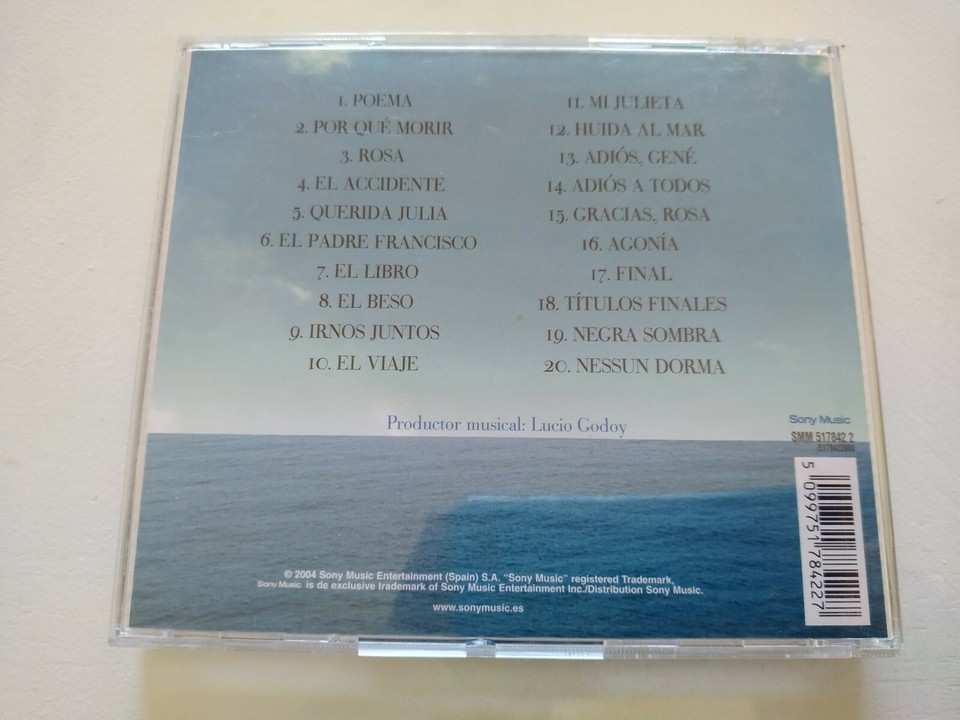 1. POEMA
2. POR QUÉ MORIR
3. ROSA
4. EL ACCIDENTE
5. QUERIDA JULIA
6. EL PADRE FRANCISCO
7. EL LIBRO
8. EL BESO
9. IRNOS JUNTOS
10. EL VIAJE
11. MI JULIETA
12. HUIDA AL MAR
13. ADIÓS, GENÉ
14. ADIÓS A TODOS
15. GRACIAS, ROSA
16. AGONÍA
17. FINAL
18. TÍTULOS FINALES
19. NEGRA SOMBRA
20. NESSUN DORMA
Productor musical: Lucio Godoy
Sony Music
SMM 517842 2
5 099751 784227
© 2004 Sony Music Entertainment (Spain) S.A. "Sony Music" registered Trademark,
Sony Music is de exclusive trademark of Sony Music Entertainment Inc./Distribution Sony Music.
www.sonymusic.es